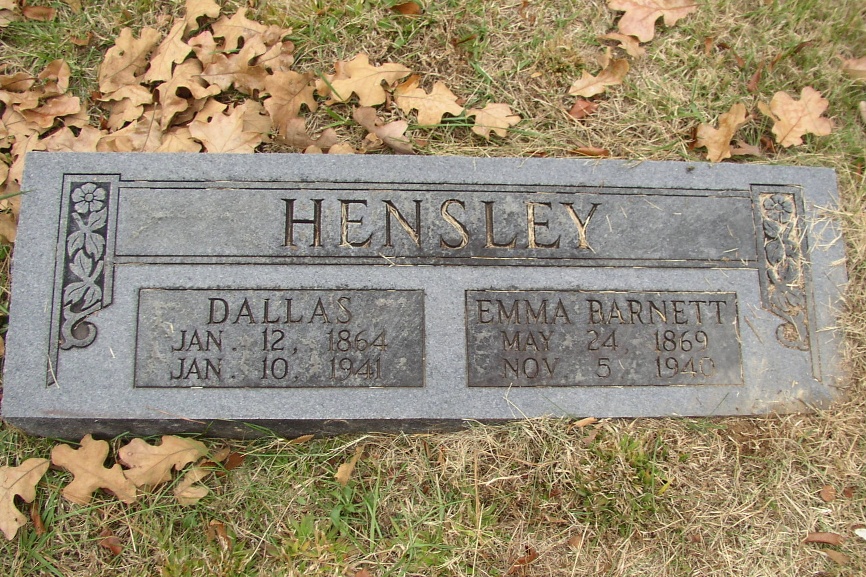 HENSLEY
DALLAS
JAN. 12, 1864
JAN. 10, 1941
EMMA BARNETT
MAY 24, 1869
NOV. 5, 1940